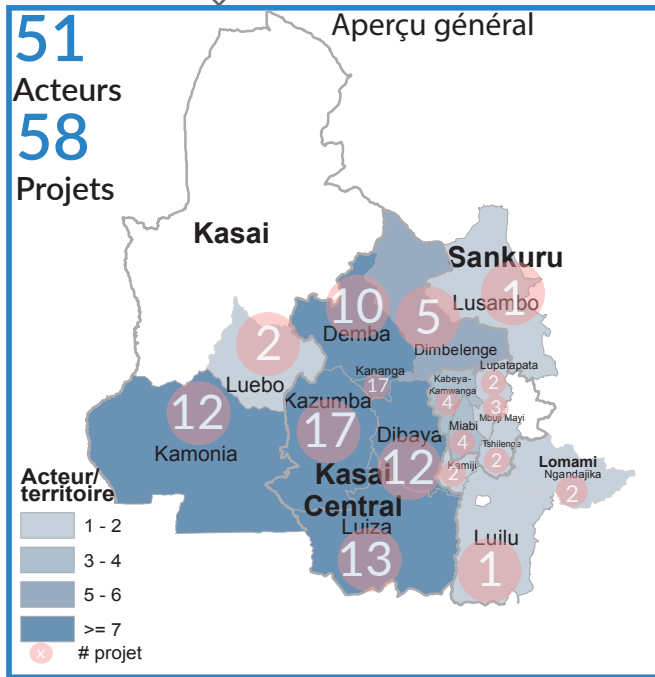 Aperçu général
51
Acteurs
58
Projets
Kasai
Sankuru
1
Lusambo
10
Demba
5
Dimbelenge
2
Luebo
Kananga
17
Lupatapata
2
Kabeya-
Kamwanga
4
3
Mbuji Mayi
12
Kamonia
Kazumba
17
Dibaya
12
Miabi
4
Tshilenge
2
Kamiji
2
Lomami
Ngandajika
2
Kasai
Central
Luiza
13
Luilu
1
Acteur/
territoire
1 - 2
3 - 4
5 - 6
>= 7
x # projet